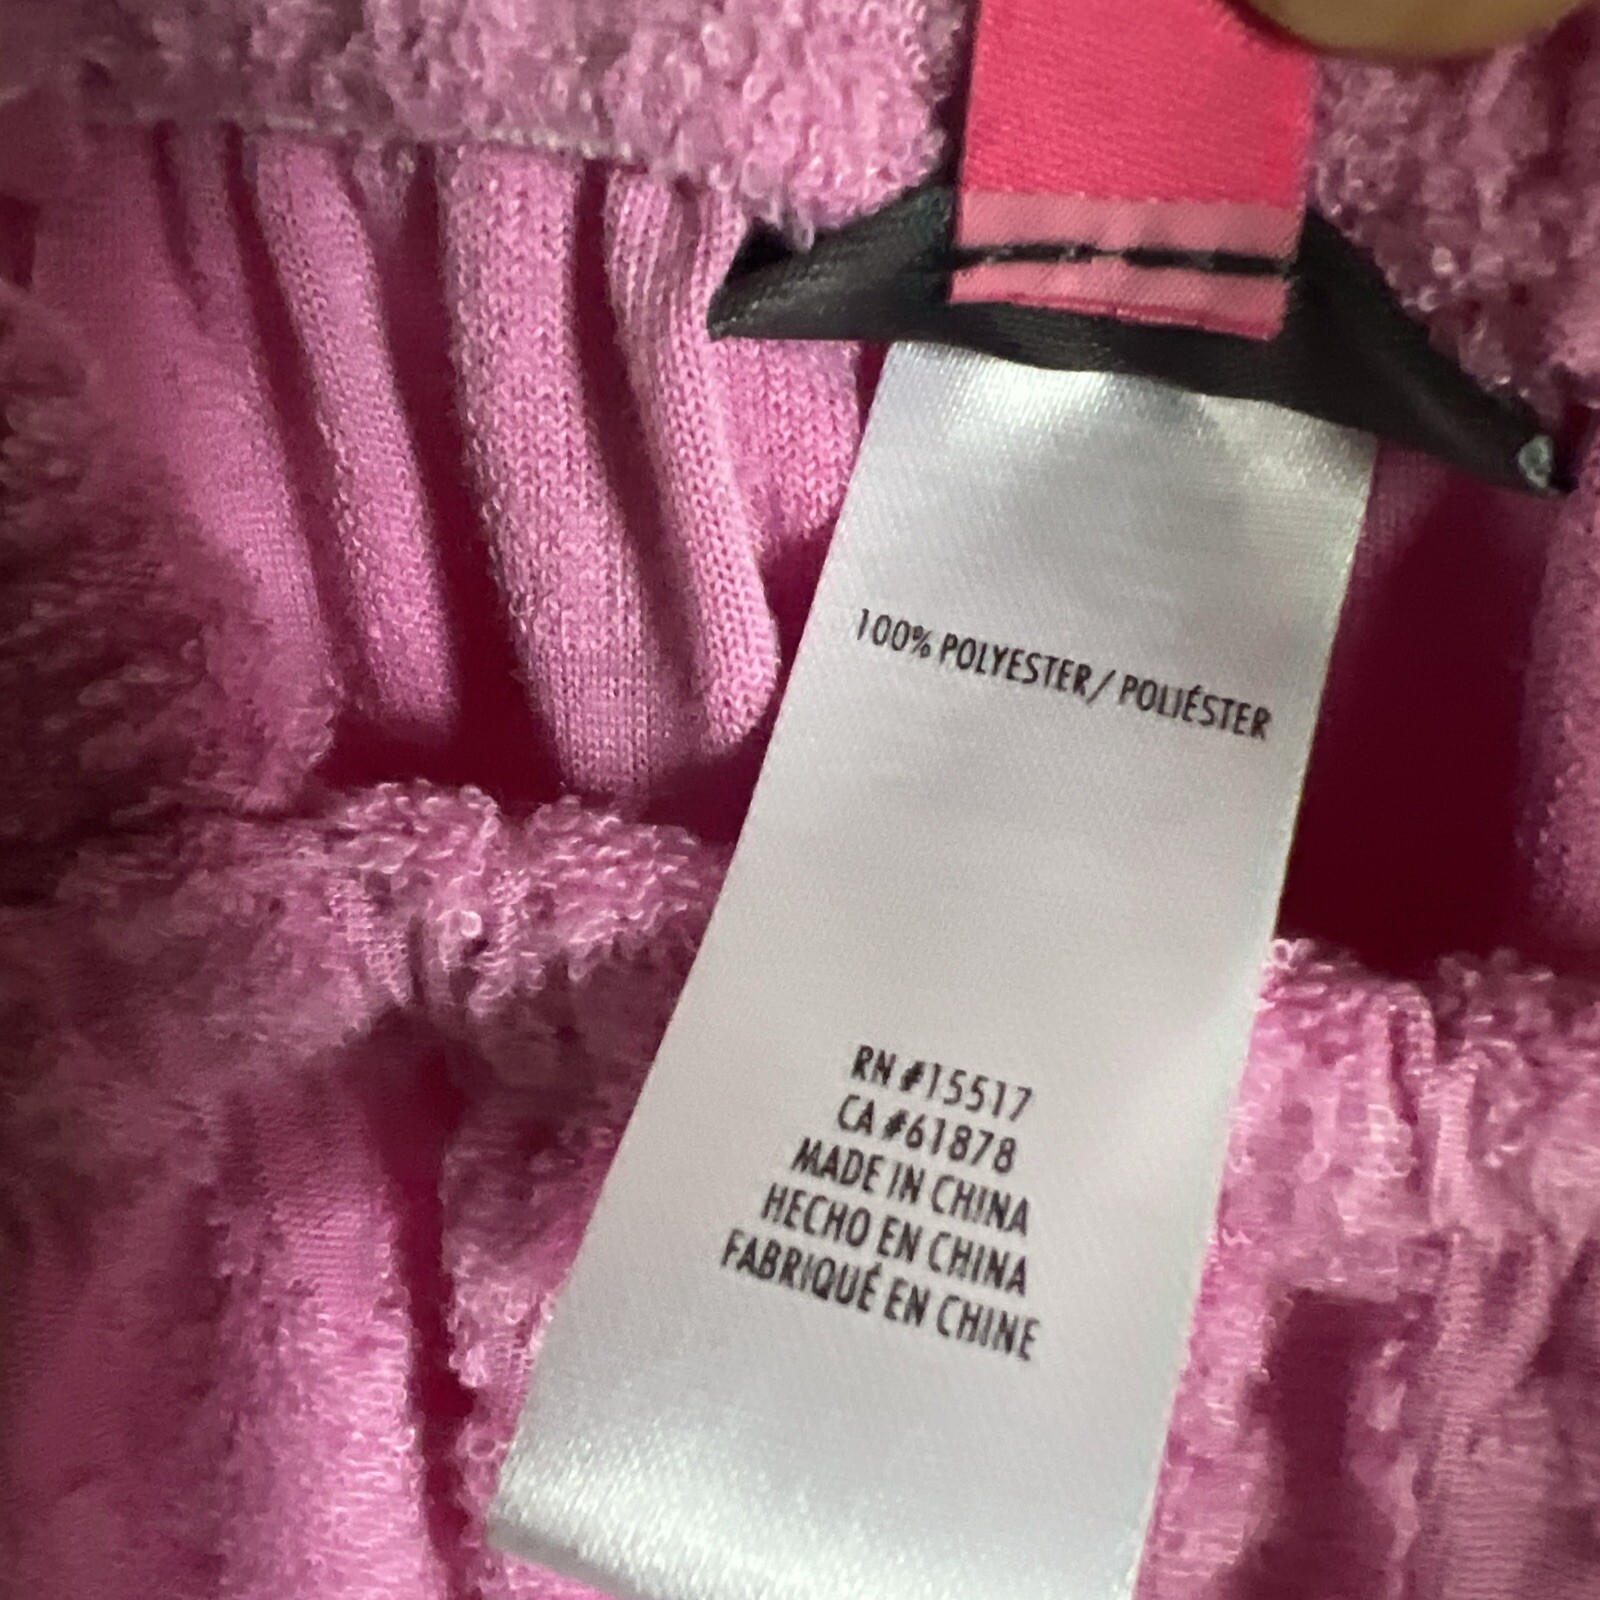 100% POLYESTER/ POLIÉSTER
RN #15517
CA #61878
MADE IN CHINA
HECHO EN CHINA
FABRIQUÉ EN CHINE